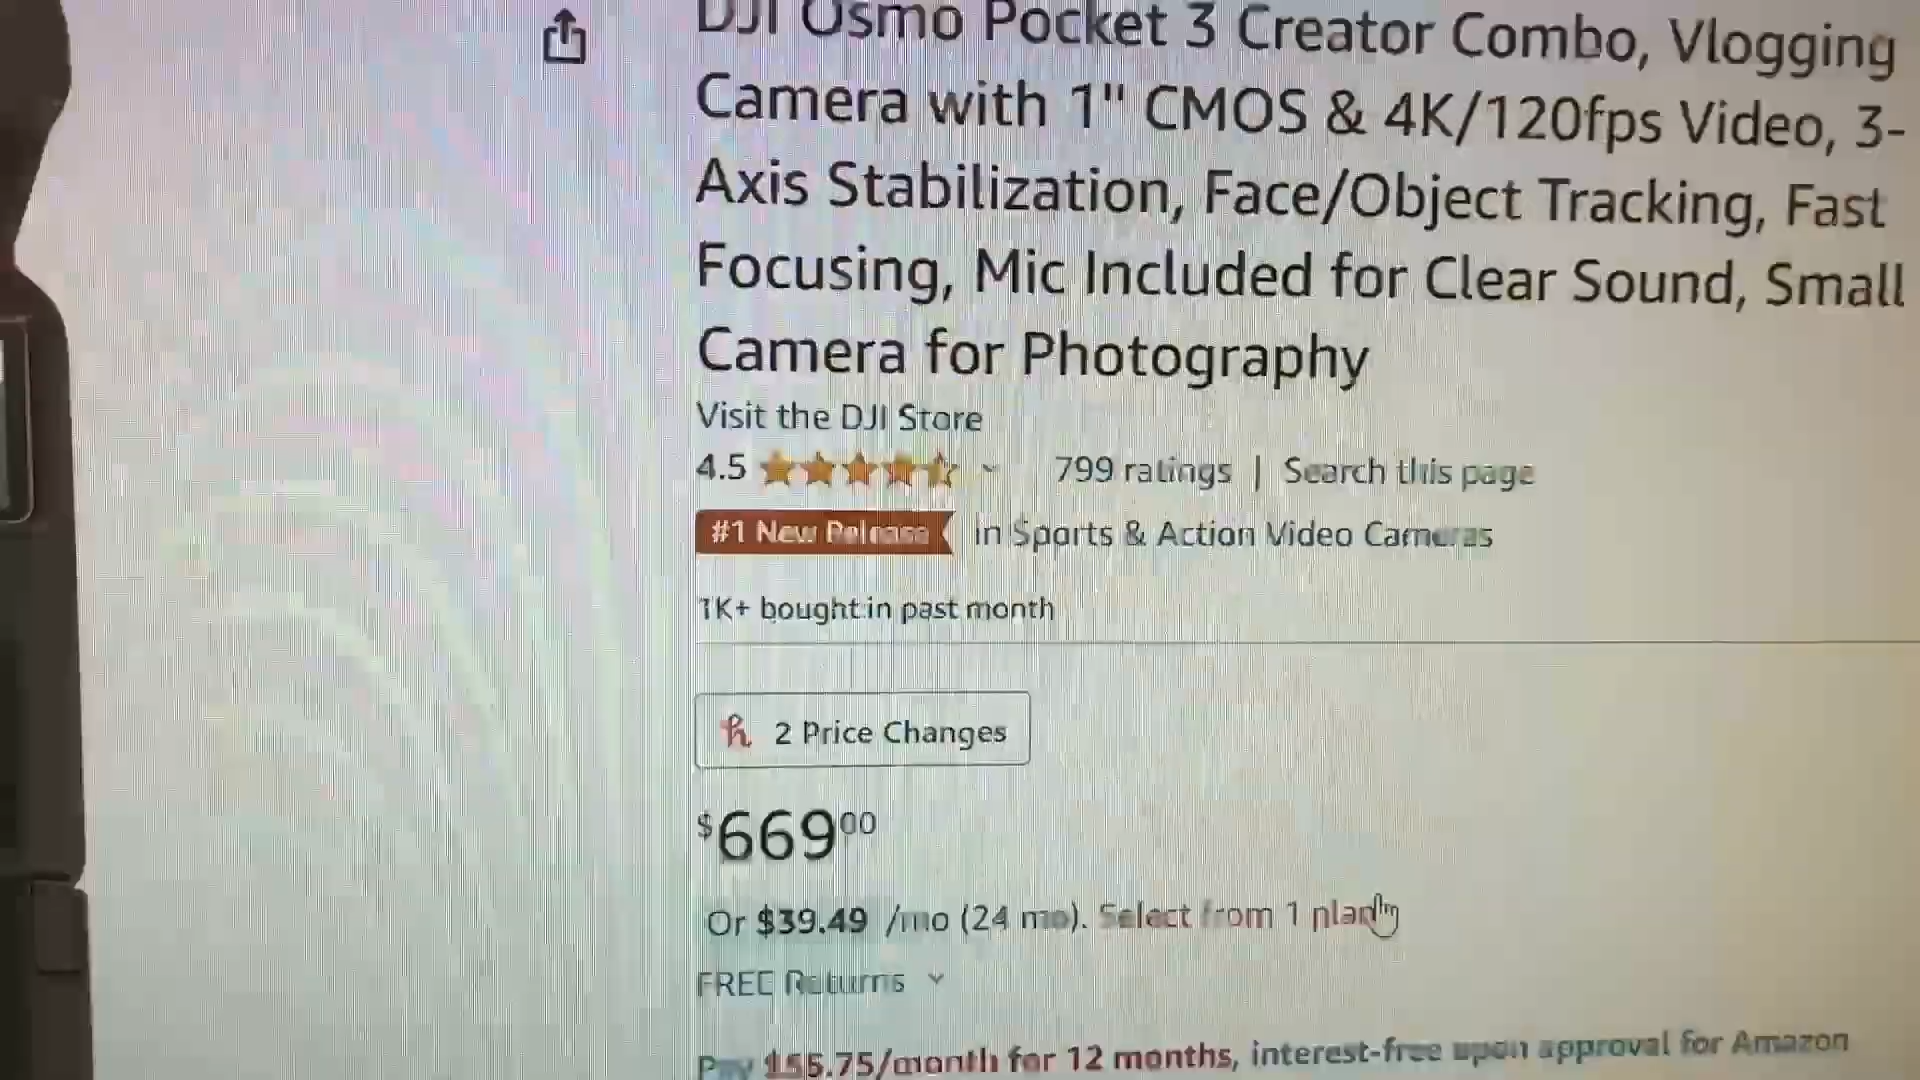 DJI Osmo Pocket 3 Creator Combo, Vlogging
Camera with 1" CMOS & 4K/120fps Video, 3-
Axis Stabilization, Face/Object Tracking, Fast
Focusing, Mic Included for Clear Sound, Small
Camera for Photography
Visit the DJI Store
4.5 799 ratings | Search this page
#1 New Release in Sports & Action Video Cameras
1K+ bought in past month
2 Price Changes
$669.00
Or $39.49 /mo (24 mo). Select from 1 plan
FREE Returns
Pay $55.75/month for 12 months, interest-free upon approval for Amazon